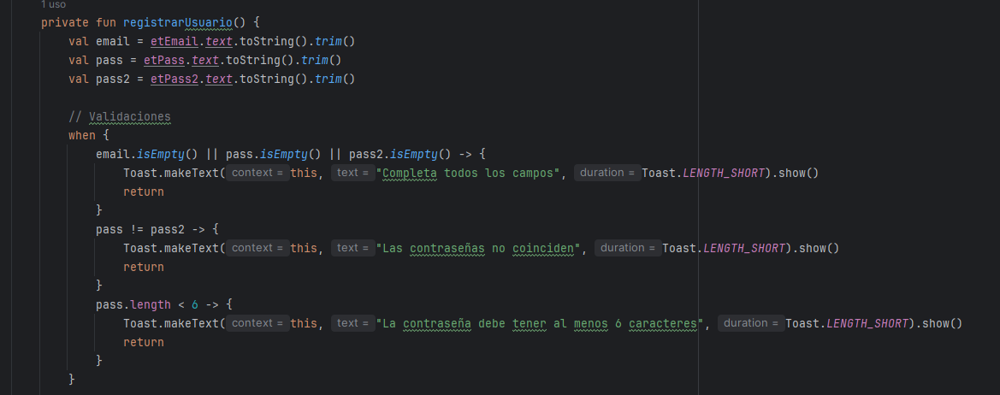 1 uso
private fun registrarUsuario() {
val email = etEmail.text.toString().trim()
val pass = etPass.text.toString().trim()
val pass2 = etPass2.text.toString().trim()
// Validaciones
when {
email.isEmpty() || pass.isEmpty() || pass2.isEmpty() -> {
Toast.makeText( context = this, text = "Completa todos los campos", duration = Toast.LENGTH_SHORT).show()
return
}
pass != pass2 -> {
Toast.makeText( context = this, text = "Las contraseñas no coinciden", duration = Toast.LENGTH_SHORT).show()
return
}
pass.length < 6 -> {
Toast.makeText( context = this, text = "La contraseña debe tener al menos 6 caracteres", duration = Toast.LENGTH_SHORT).show()
return
}
}